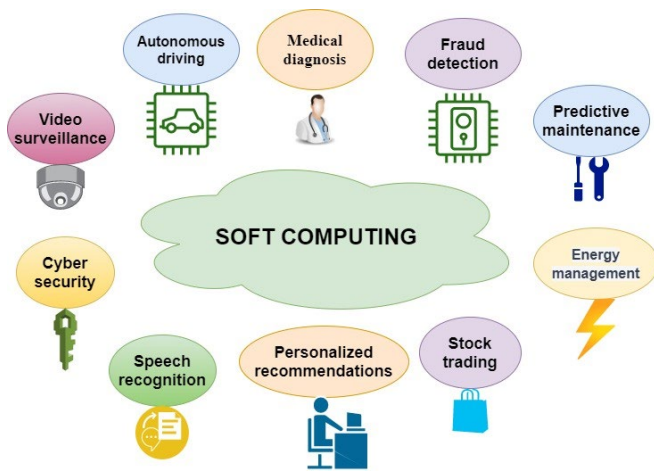 Autonomous
driving
Medical
diagnosis
Fraud
detection
Video
surveillance
Predictive
maintenance
SOFT COMPUTING
Cyber
security
Energy
management
Speech
recognition
Personalized
recommendations
Stock
trading